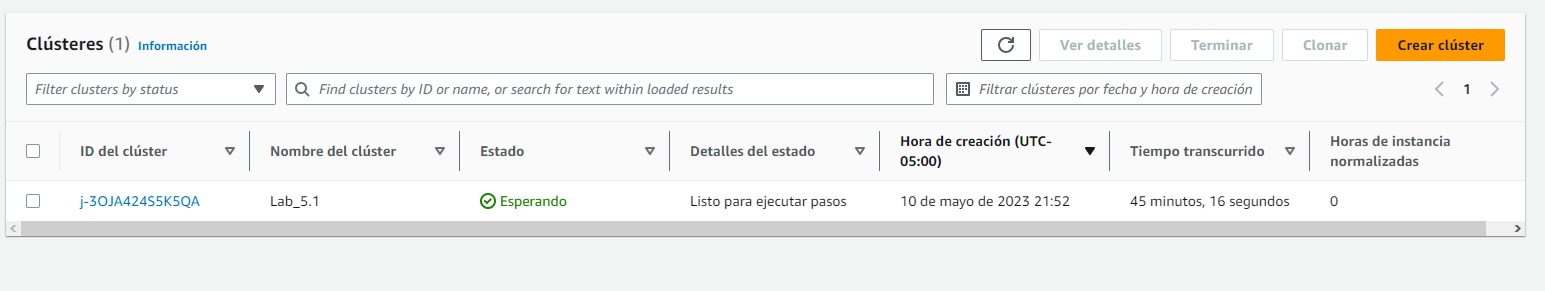 Clústeres (1) Información
Ver detalles
Terminar
Clonar
Crear clúster
Filter clusters by status
Find clusters by ID or name, or search for text within loaded results
Filtrar clústeres por fecha y hora de creación
1
ID del clúster
Nombre del clúster
Estado
Detalles del estado
Hora de creación (UTC-
05:00)
Tiempo transcurrido
Horas de instancia
normalizadas
j-3OJA424S5K5QA
Lab_5.1
Esperando
Listo para ejecutar pasos
10 de mayo de 2023 21:52
45 minutos, 16 segundos
0